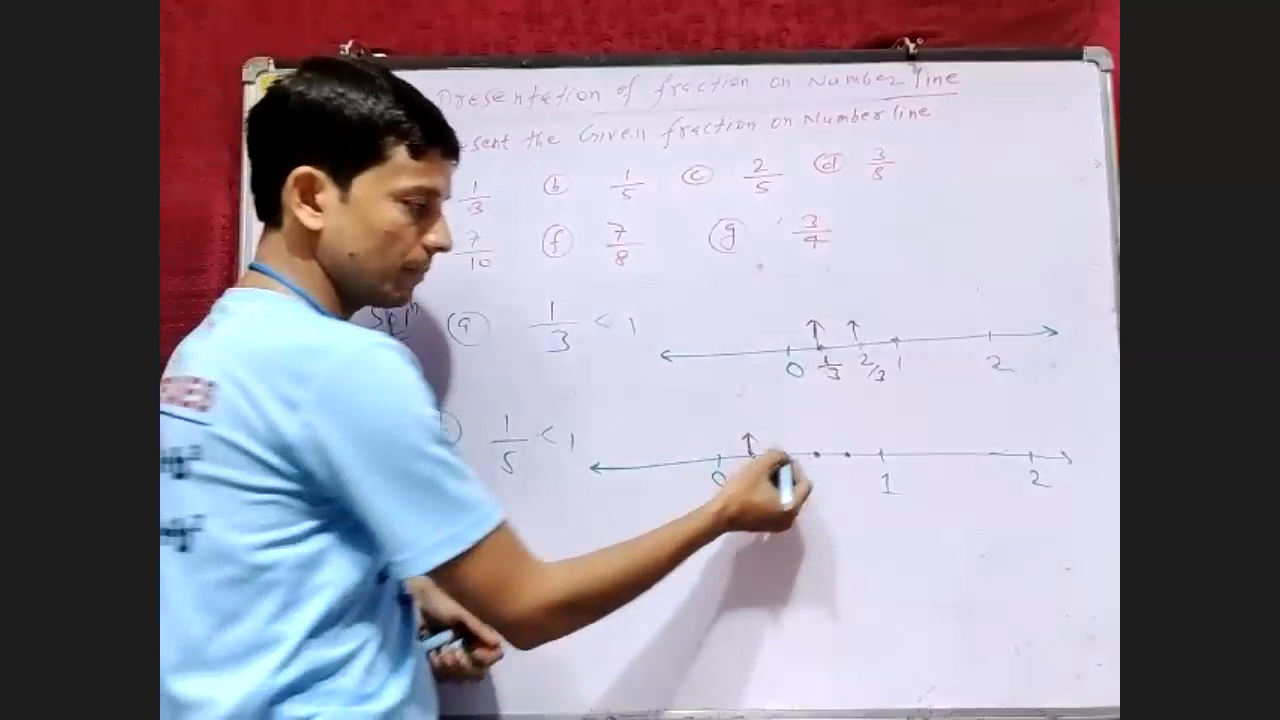 Presentation of fraction on Number line
the Given fraction on Number line
1/3 (b) 1/5 (c) 2/5 (d) 3/8
7/10 (f) 7/8 (g) 3/4
Solⁿ (a) 1/3 < 1
0 1/3 2/3 1 2
(b) 1/5 < 1
0 1 2